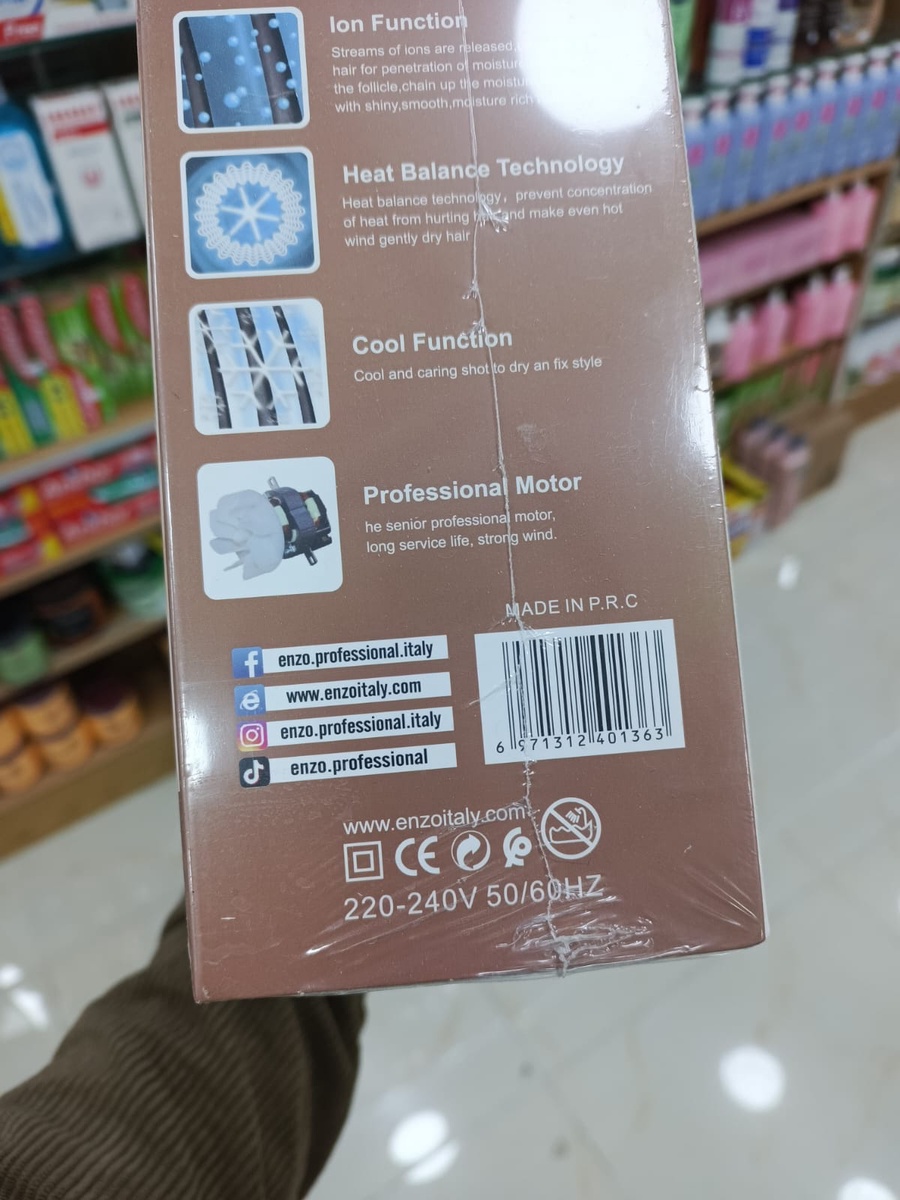 Ion Function
Streams of ions are released,
hair for penetration of moisture
the follicle,chain up the moisture
with shiny,smooth,moisture rich
Heat Balance Technology
Heat balance technology, prevent concentration
of heat from hurting and make even hot
wind gently dry hair
Cool Function
Cool and caring shot to dry an fix style
Professional Motor
he senior professional motor,
long service life, strong wind.
MADE IN P.R.C
enzo.professional.italy
www.enzoitaly.com
enzo.professional.italy
enzo.professional
6 971312 401363
www.enzoitaly.com
CE
220-240V 50/60HZ